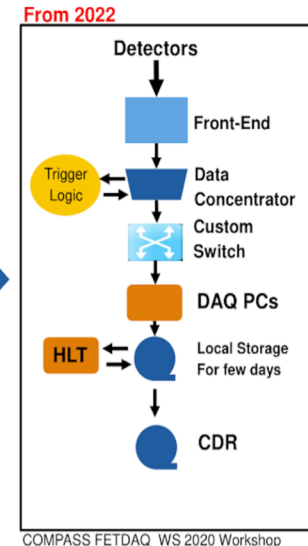 From 2022
Detectors
Front-End
Trigger
Logic
Data
Concentrator
Custom
Switch
DAQ PCs
HLT
Local Storage
For few days
CDR
COMPASS FETDAQ WS 2020 Workshop